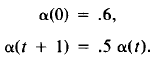 α(0) = .6,
α(t + 1) = .5 α(t).